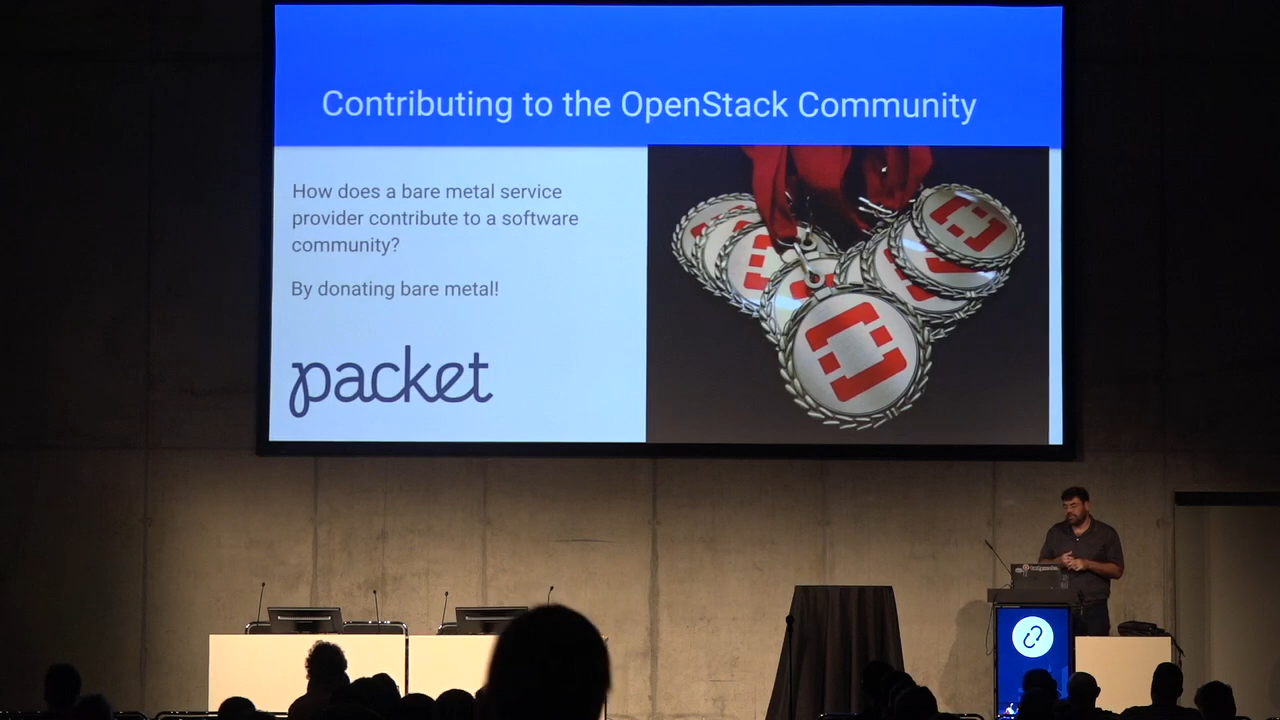 Contributing to the OpenStack Community
How does a bare metal service
provider contribute to a software
community?
By donating bare metal!
packet